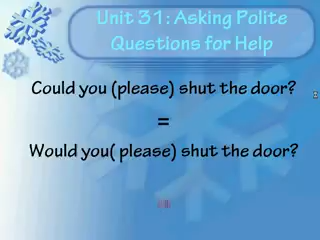 Unit 31: Asking Polite
Questions for Help
Could you (please) shut the door?
=
Would you( please) shut the door?